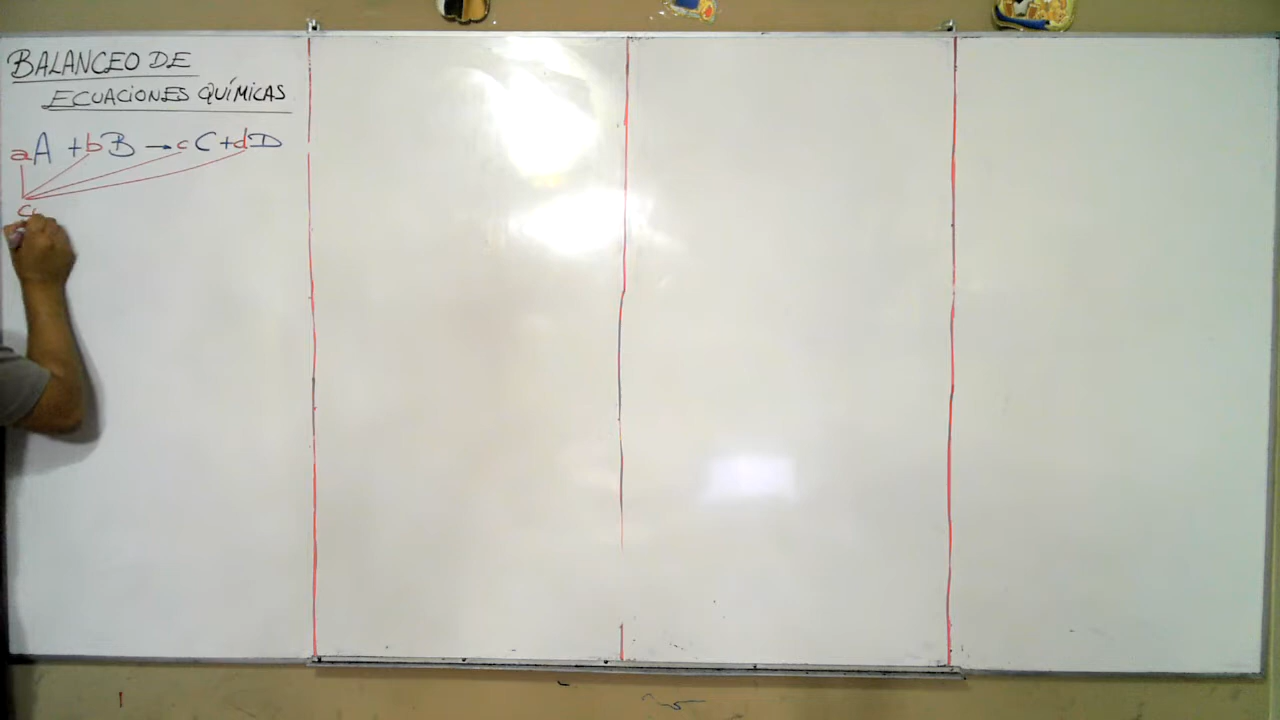 BALANCEO DE
ECUACIONES QUÍMICAS
aA + bB → cC + dD